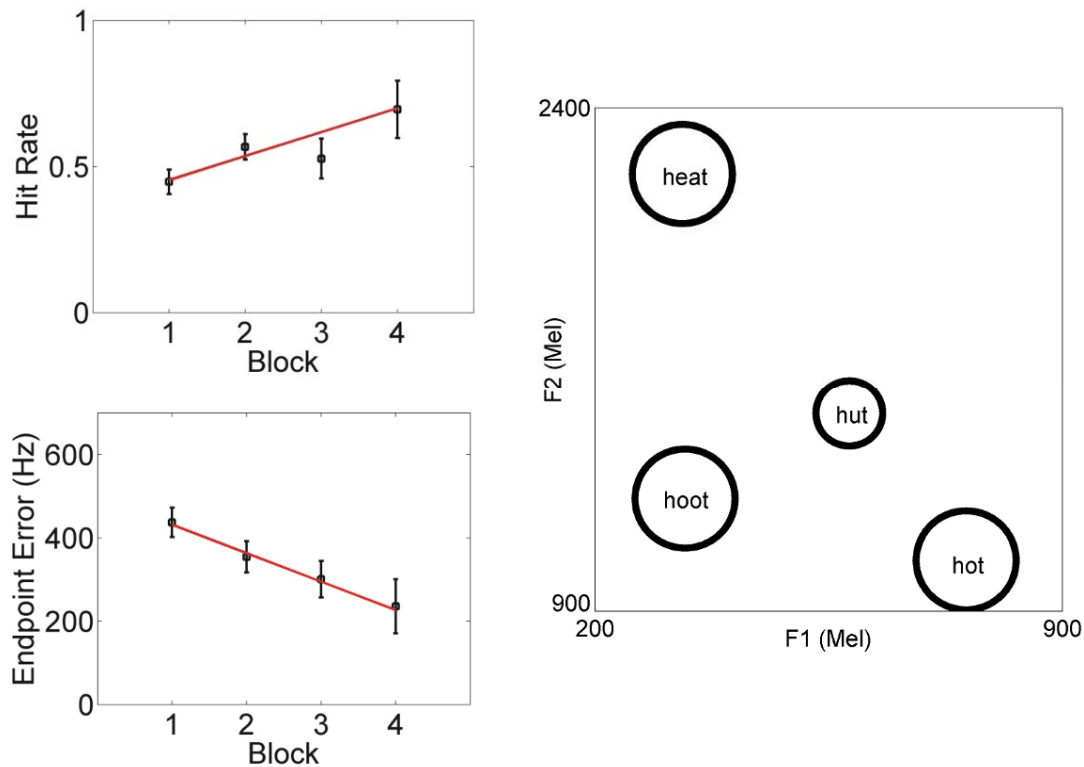 1
0.5
0
Hit Rate
1 2 3 4
Block
600
400
200
0
Endpoint Error (Hz)
1 2 3 4
Block
2400
900
F2 (Mel)
heat
hut
hoot
hot
200 900
F1 (Mel)